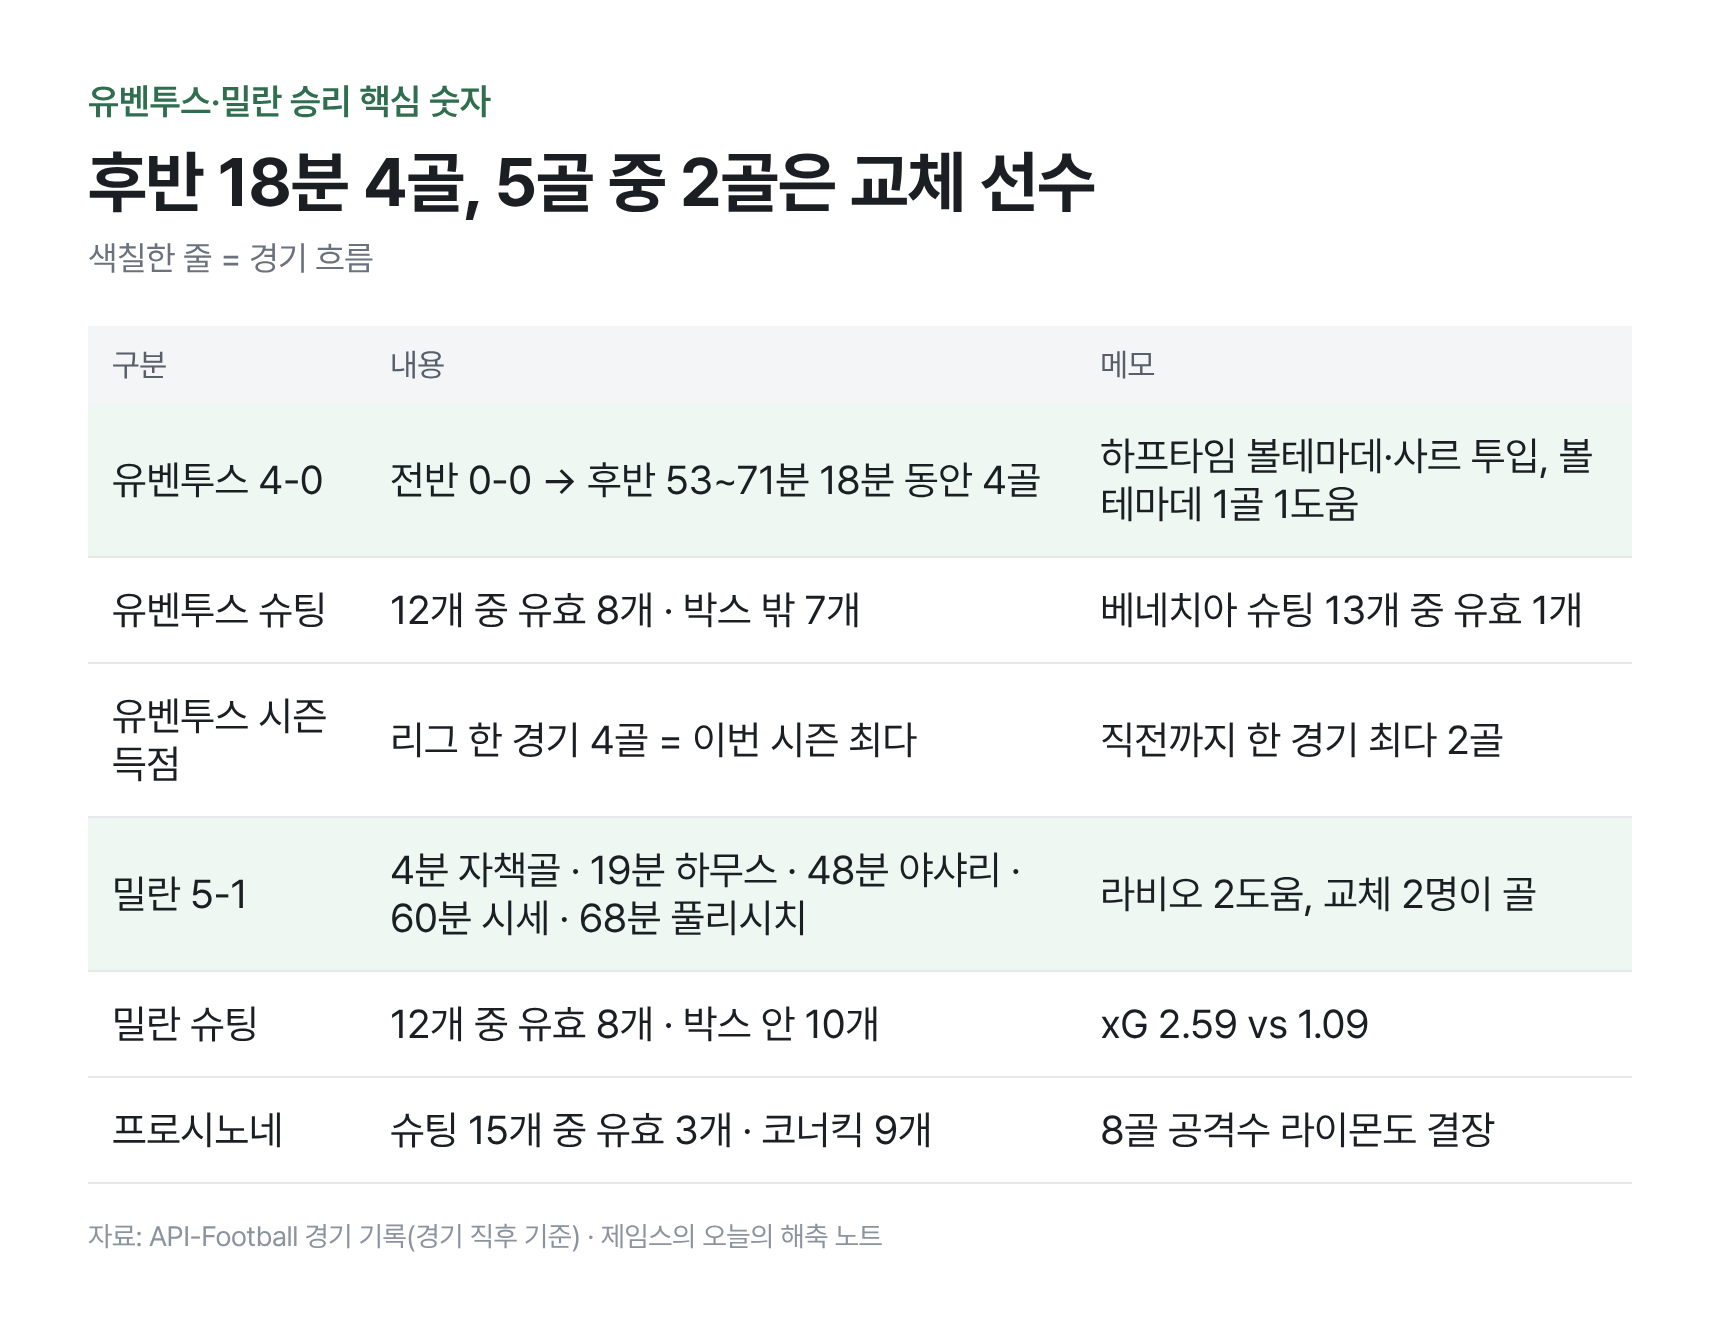 유벤투스·밀란 승리 핵심 숫자
후반 18분 4골, 5골 중 2골은 교체 선수
색칠한 줄 = 경기 흐름
구분 내용 메모
유벤투스 4-0 전반 0-0 → 후반 53~71분 18분 동안 4골 하프타임 볼테마데·사르 투입, 볼
테마데 1골 1도움
유벤투스 슈팅 12개 중 유효 8개 · 박스 밖 7개 베네치아 슈팅 13개 중 유효 1개
유벤투스 시즌
득점 리그 한 경기 4골 = 이번 시즌 최다 직전까지 한 경기 최다 2골
밀란 5-1 4분 자책골 · 19분 하무스 · 48분 야샤리 ·
60분 시세 · 68분 풀리시치 라비오 2도움, 교체 2명이 골
밀란 슈팅 12개 중 유효 8개 · 박스 안 10개 xG 2.59 vs 1.09
프로시노네 슈팅 15개 중 유효 3개 · 코너킥 9개 8골 공격수 라이몬도 결장
자료: API-Football 경기 기록(경기 직후 기준) · 제임스의 오늘의 해축 노트